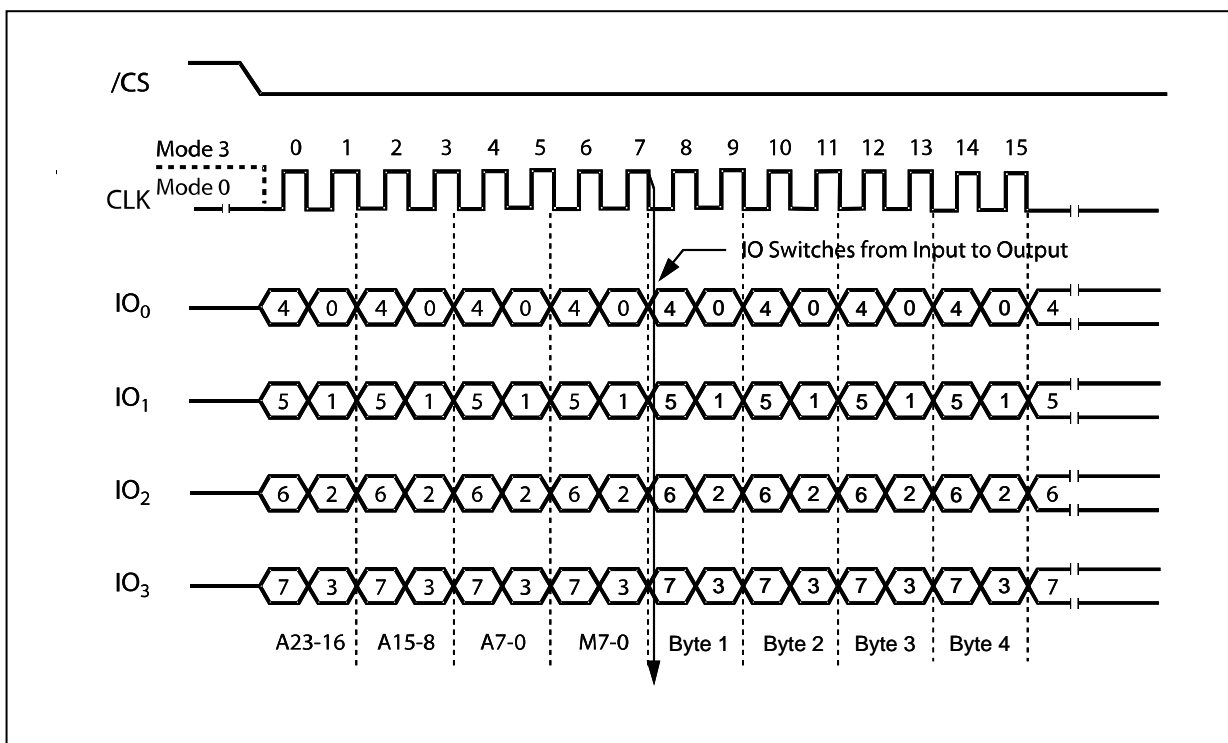 /CS
Mode 3
0 1 2 3 4 5 6 7 8 9 10 11 12 13 14 15
Mode 0
CLK
IO Switches from Input to Output
IO₀ 4 0 4 0 4 0 4 0 4 0 4 0 4 0 4 0 4
IO₁ 5 1 5 1 5 1 5 1 5 1 5 1 5 1 5 1 5
IO₂ 6 2 6 2 6 2 6 2 6 2 6 2 6 2 6 2 6
IO₃ 7 3 7 3 7 3 7 3 7 3 7 3 7 3 7 3 7
A23-16 A15-8 A7-0 M7-0 Byte 1 Byte 2 Byte 3 Byte 4